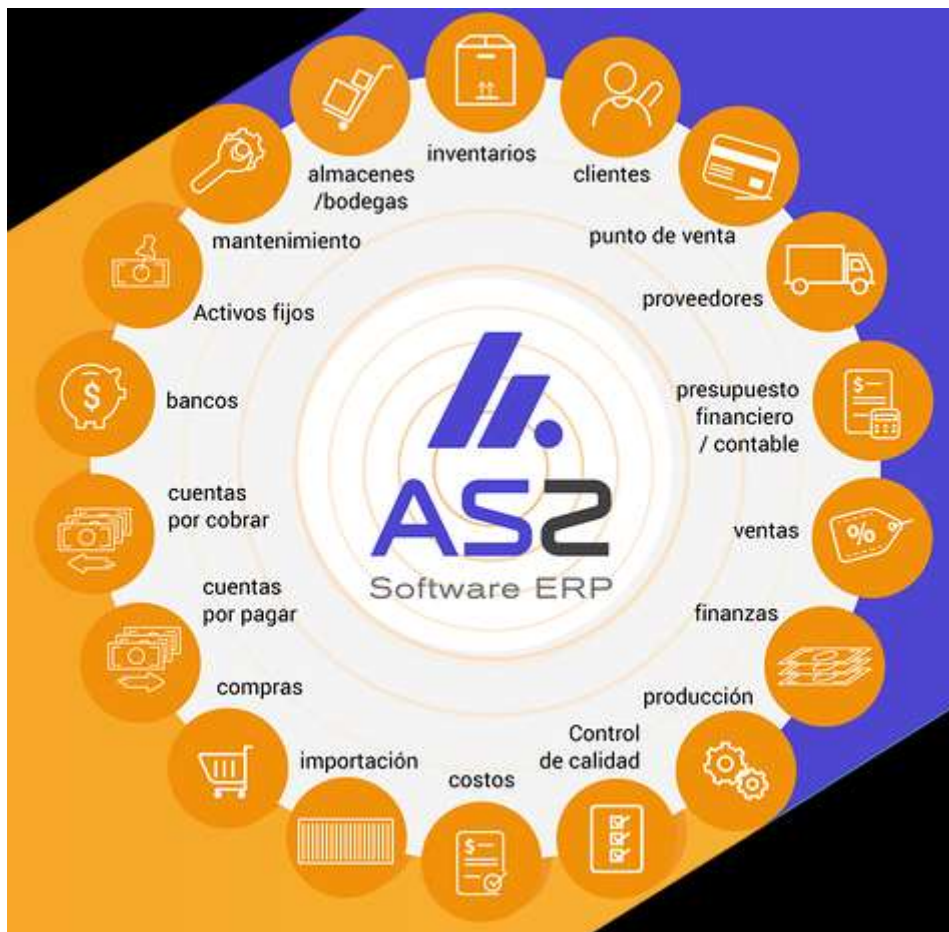 inventarios
clientes
punto de venta
proveedores
presupuesto
financiero
/ contable
ventas
finanzas
producción
Control
de calidad
costos
importación
compras
cuentas
por pagar
cuentas
por cobrar
bancos
Activos fijos
mantenimiento
almacenes
/bodegas
AS2
Software ERP